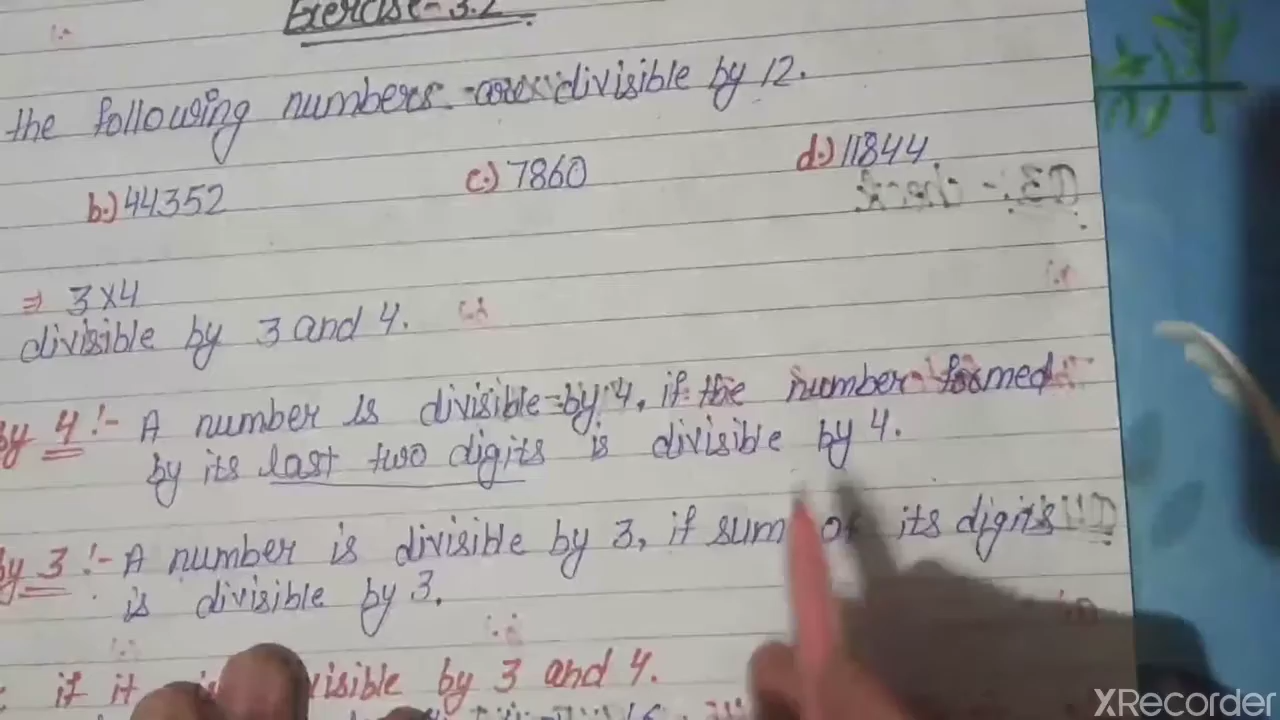 Exercise-3.2
the following numbers are divisible by 12.
b.) 44352 c.) 7860 d.) 11844
⇒ 3×4
divisible by 3 and 4.
By 4 :- A number is divisible by 4, if the number formed
by its last two digits is divisible by 4.
By 3 :- A number is divisible by 3, if sum of its digits
is divisible by 3.
if it is divisible by 3 and 4.
XRecorder